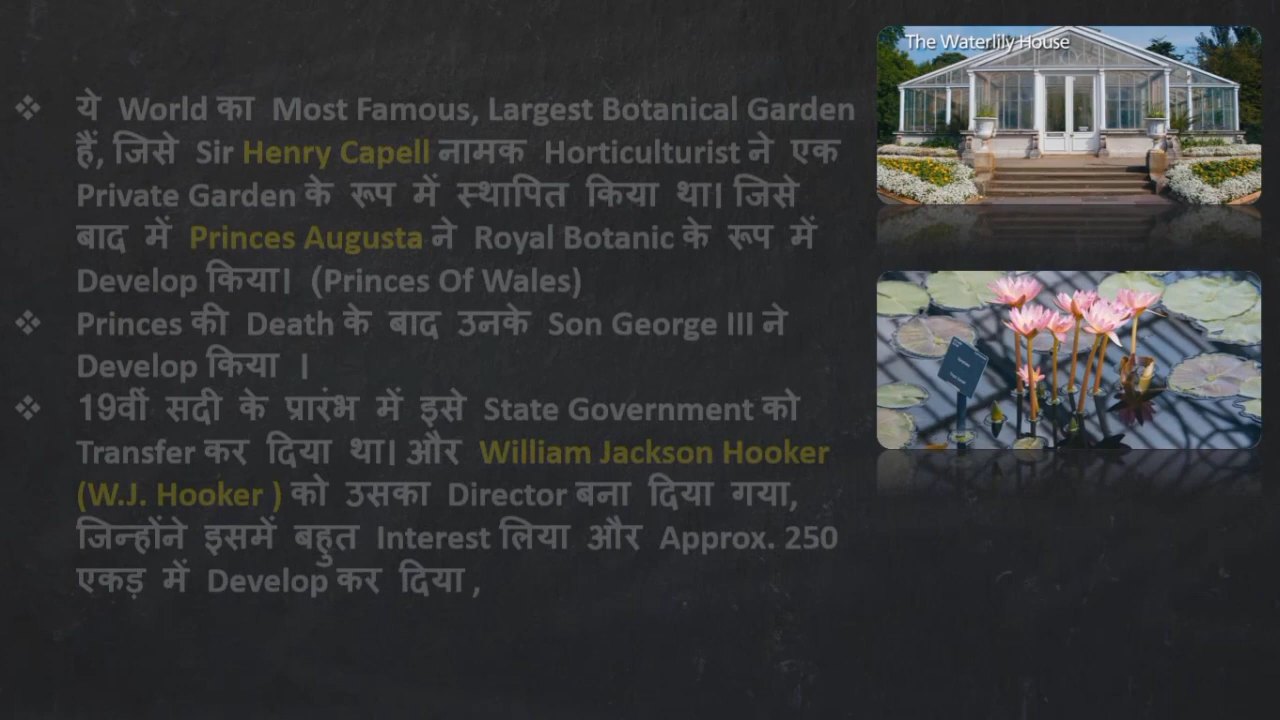 The Waterlily House
❖ ये World का Most Famous, Largest Botanical Garden
हैं, जिसे Sir Henry Capell नामक Horticulturist ने एक
Private Garden के रूप में स्थापित किया था| जिसे
बाद में Princes Augusta ने Royal Botanic के रूप में
Develop किया| (Princes Of Wales)
❖ Princes की Death के बाद उनके Son George III ने
Develop किया |
❖ 19वीं सदी के प्रारंभ में इसे State Government को
Transfer कर दिया था| और William Jackson Hooker
(W.J. Hooker ) को उसका Director बना दिया गया,
जिन्होंने इसमें बहुत Interest लिया और Approx. 250
एकड़ में Develop कर दिया ,